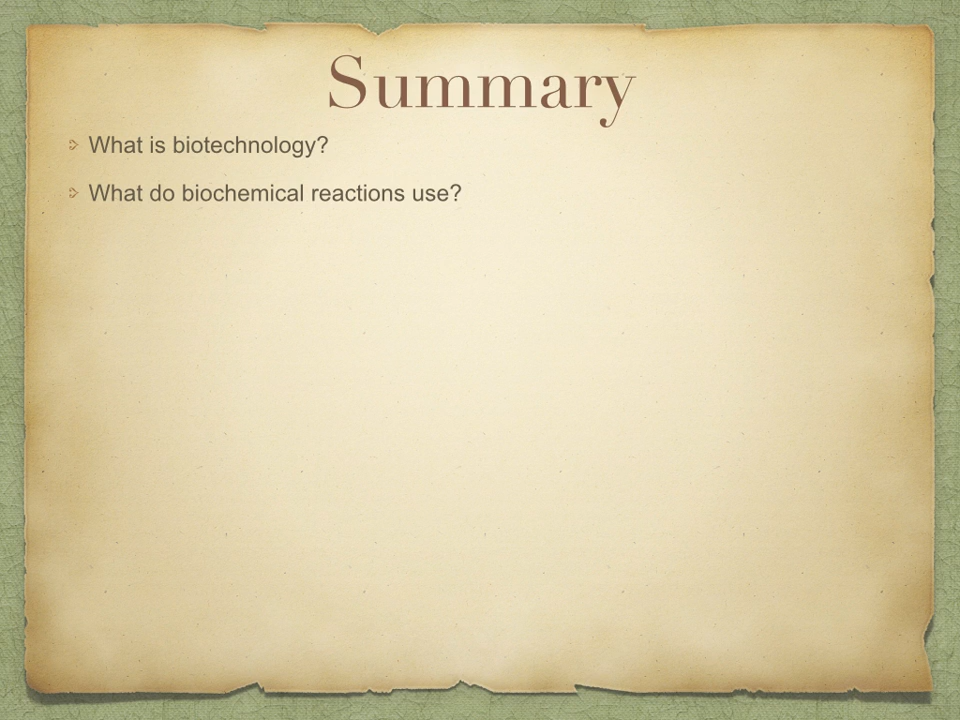 Summary
What is biotechnology?
What do biochemical reactions use?